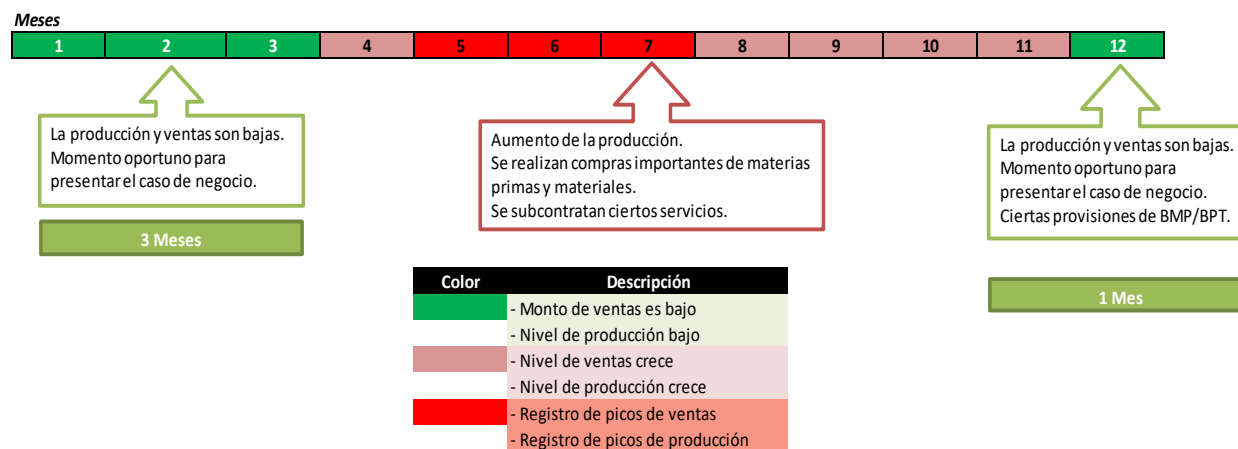 Meses
1 2 3 4 5 6 7 8 9 10 11 12
La producción y ventas son bajas.
Momento oportuno para
presentar el caso de negocio.
3 Meses
Aumento de la producción.
Se realizan compras importantes de materias
primas y materiales.
Se subcontratan ciertos servicios.
La producción y ventas son bajas.
Momento oportuno para
presentar el caso de negocio.
Ciertas provisiones de BMP/BPT.
1 Mes
Color Descripción
- Monto de ventas es bajo
- Nivel de producción bajo
- Nivel de ventas crece
- Nivel de producción crece
- Registro de picos de ventas
- Registro de picos de producción